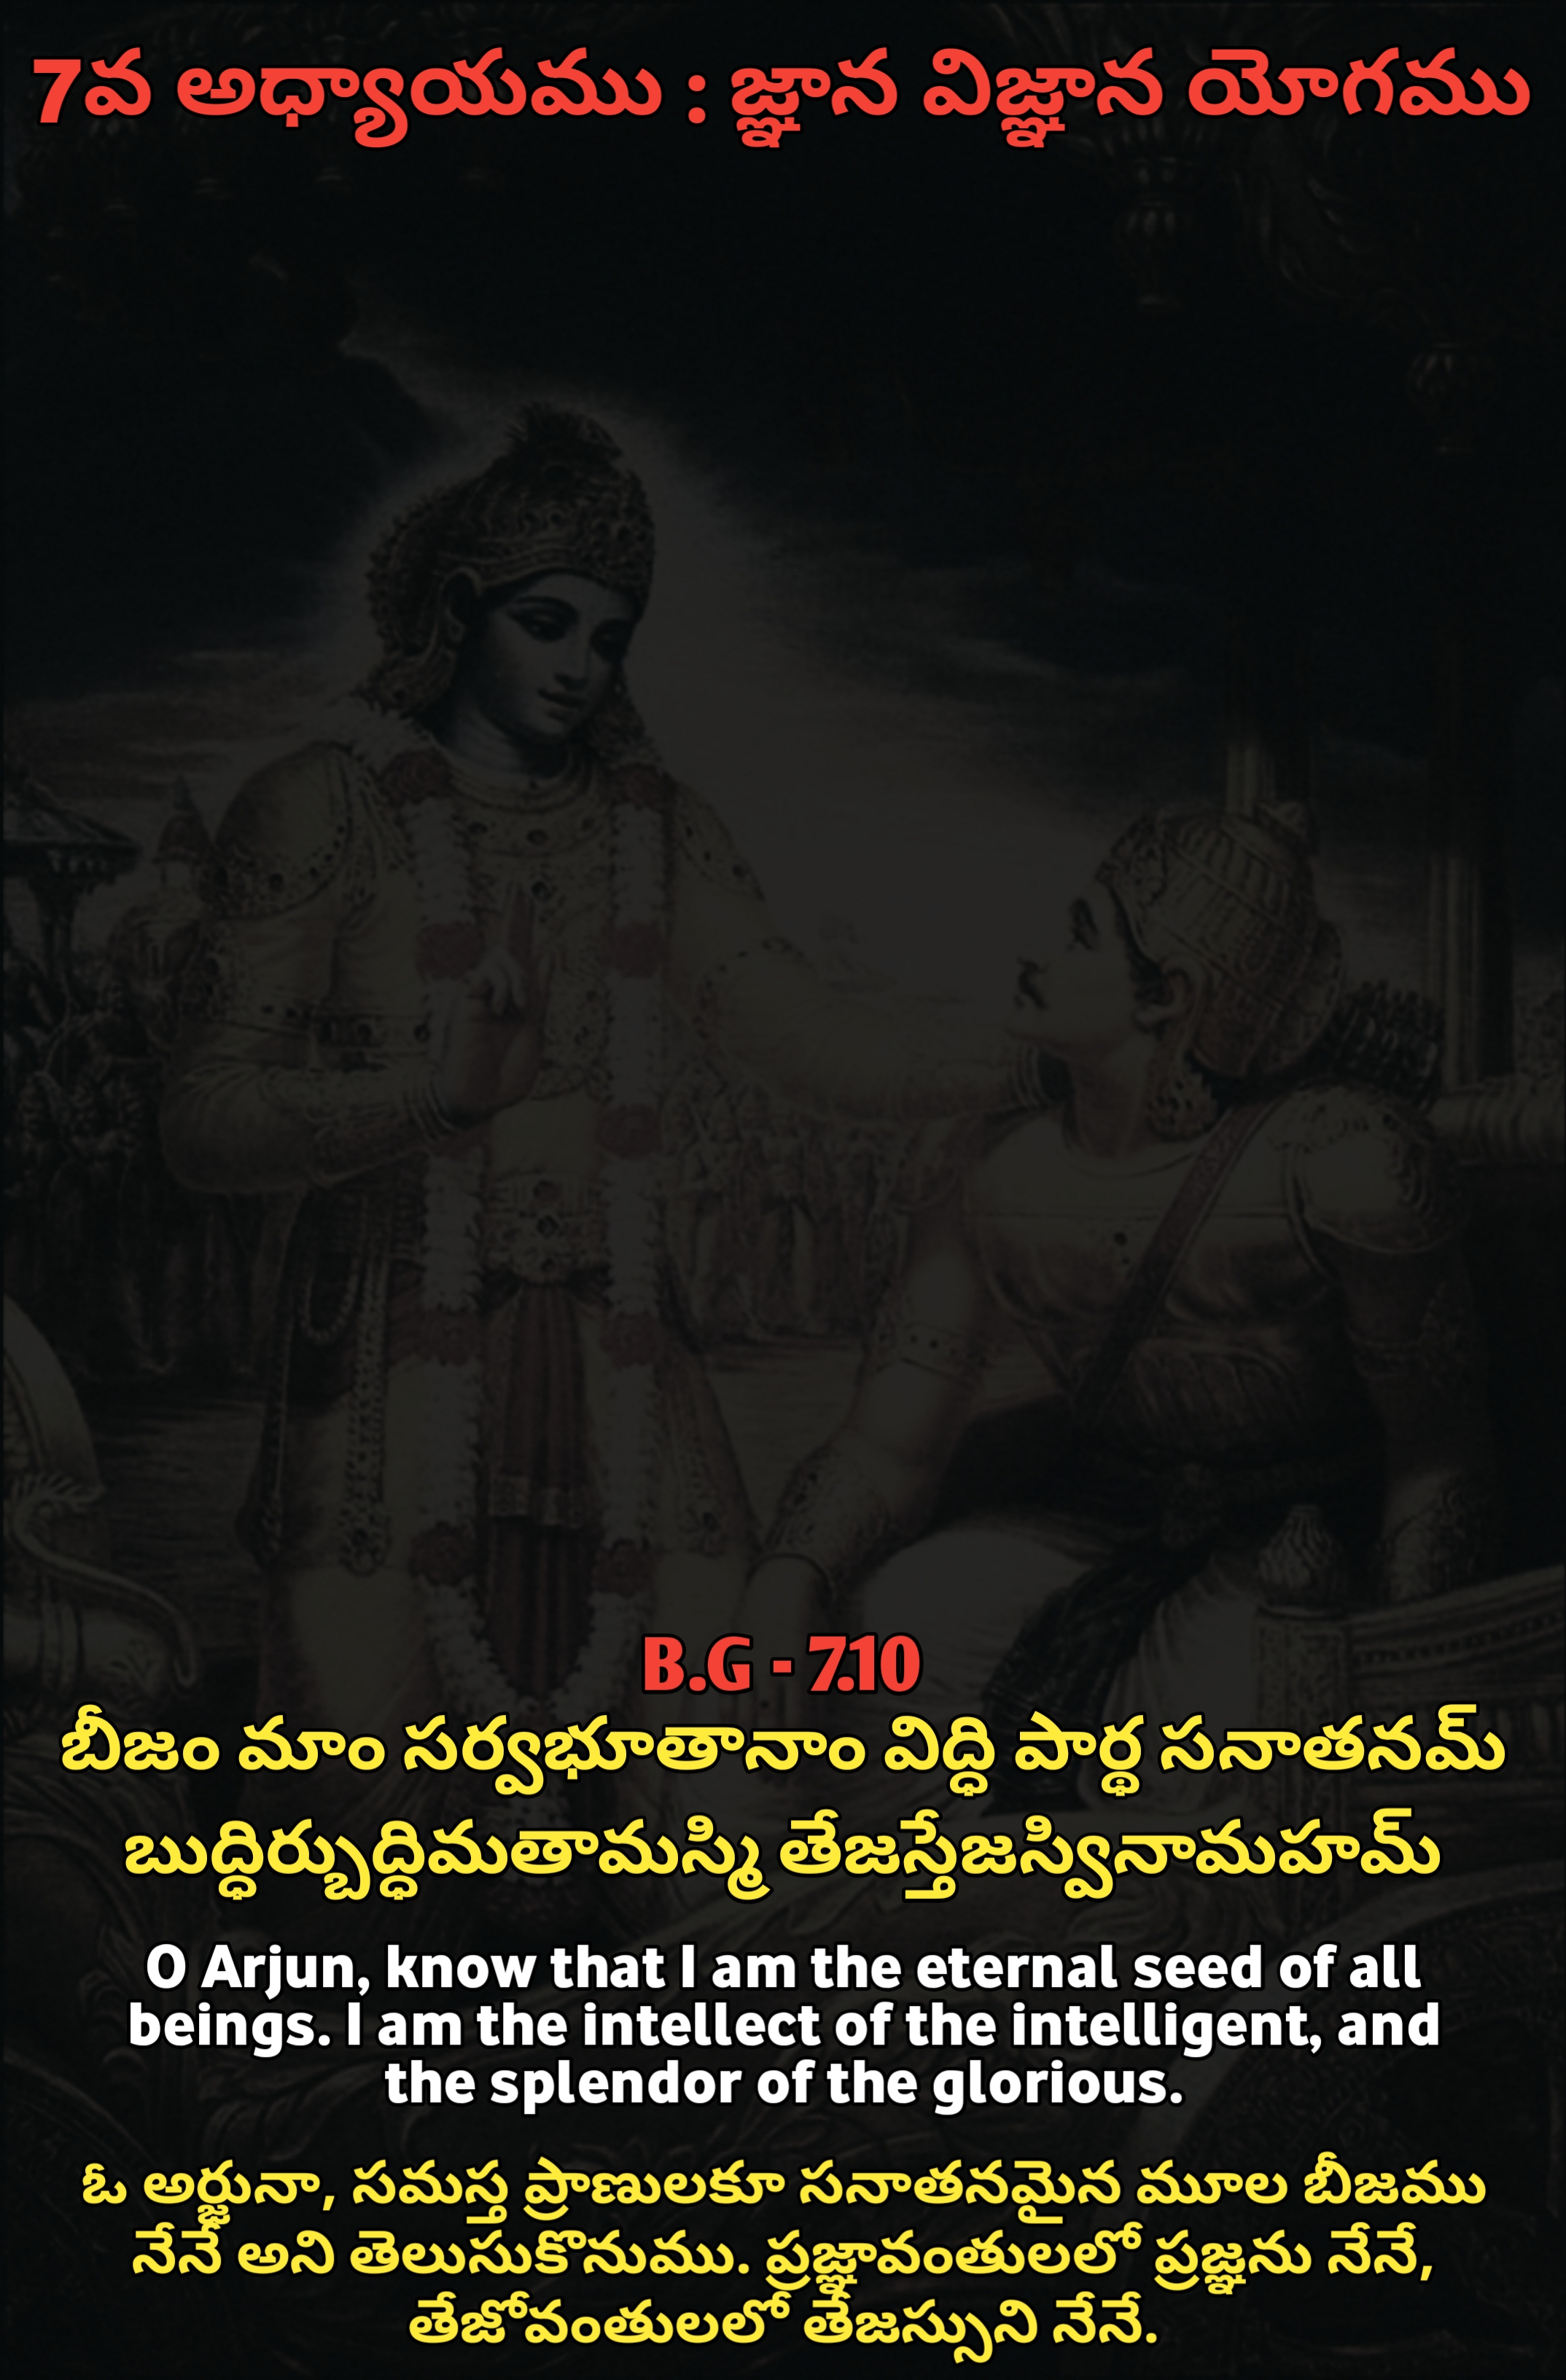 7వ అధ్యాయము : జ్ఞాన విజ్ఞాన యోగము
B.G - 7.10
బీజం మాం సర్వభూతానాం విద్ధి పార్థ సనాతనమ్
బుద్ధిర్బుద్ధిమతామస్మి తేజస్తేజస్వినామహమ్
O Arjun, know that I am the eternal seed of all
beings. I am the intellect of the intelligent, and
the splendor of the glorious.
ఓ అర్జునా, సమస్త ప్రాణులకూ సనాతనమైన మూల బీజము
నేనే అని తెలుసుకొనుము. ప్రజ్ఞావంతులలో ప్రజ్ఞను నేనే,
తేజోవంతులలో తేజస్సుని నేనే.